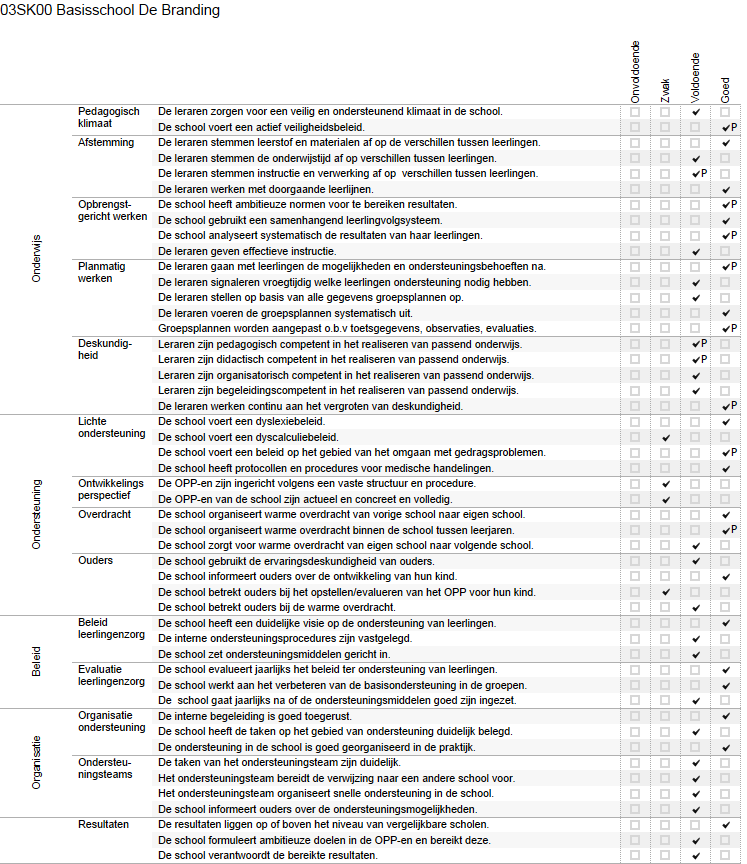 03SK00 Basisschool De Branding
Onvoldoende
Zwak
Voldoende
Goed
Onderwijs
Pedagogisch klimaat
De leraren zorgen voor een veilig en ondersteunend klimaat in de school.
De school voert een actief veiligheidsbeleid. P
Afstemming
De leraren stemmen leerstof en materialen af op de verschillen tussen leerlingen.
De leraren stemmen de onderwijstijd af op verschillen tussen leerlingen.
De leraren stemmen instructie en verwerking af op verschillen tussen leerlingen. P
De leraren werken met doorgaande leerlijnen.
Opbrengst-
gericht werken
De school heeft ambitieuze normen voor te bereiken resultaten. P
De school gebruikt een samenhangend leerlingvolgsysteem.
De school analyseert systematisch de resultaten van haar leerlingen. P
De leraren geven effectieve instructie.
Planmatig
werken
De leraren gaan met leerlingen de mogelijkheden en ondersteuningsbehoeften na. P
De leraren signaleren vroegtijdig welke leerlingen ondersteuning nodig hebben.
De leraren stellen op basis van alle gegevens groepsplannen op.
De leraren voeren de groepsplannen systematisch uit.
Groepsplannen worden aangepast o.b.v toetsgegevens, observaties, evaluaties. P
Deskundig-
heid
Leraren zijn pedagogisch competent in het realiseren van passend onderwijs. P
Leraren zijn didactisch competent in het realiseren van passend onderwijs. P
Leraren zijn organisatorisch competent in het realiseren van passend onderwijs.
Leraren zijn begeleidingscompetent in het realiseren van passend onderwijs.
De leraren werken continu aan het vergroten van deskundigheid. P
Ondersteuning
Lichte
ondersteuning
De school voert een dyslexiebeleid.
De school voert een dyscalculiebeleid.
De school voert een beleid op het gebied van het omgaan met gedragsproblemen. P
De school heeft protocollen en procedures voor medische handelingen.
Ontwikkelings
perspectief
De OPP-en zijn ingericht volgens een vaste structuur en procedure.
De OPP-en van de school zijn actueel en concreet en volledig.
Overdracht
De school organiseert warme overdracht van vorige school naar eigen school.
De school organiseert warme overdracht binnen de school tussen leerjaren. P
De school zorgt voor warme overdracht van eigen school naar volgende school.
Ouders
De school gebruikt de ervaringsdeskundigheid van ouders.
De school informeert ouders over de ontwikkeling van hun kind.
De school betrekt ouders bij het opstellen/evalueren van het OPP voor hun kind.
De school betrekt ouders bij de warme overdracht.
Beleid
Beleid
leerlingenzorg
De school heeft een duidelijke visie op de ondersteuning van leerlingen.
De interne ondersteuningsprocedures zijn vastgelegd.
De school zet ondersteuningsmiddelen gericht in.
Evaluatie
leerlingenzorg
De school evalueert jaarlijks het beleid ter ondersteuning van leerlingen.
De school werkt aan het verbeteren van de basisondersteuning in de groepen.
De school gaat jaarlijks na of de ondersteuningsmiddelen goed zijn ingezet.
Organisatie
Organisatie
ondersteuning
De interne begeleiding is goed toegerust.
De school heeft de taken op het gebied van ondersteuning duidelijk belegd.
De ondersteuning in de school is goed georganiseerd in de praktijk.
Ondersteu-
ningsteams
De taken van het ondersteuningsteam zijn duidelijk.
Het ondersteuningsteam bereidt de verwijzing naar een andere school voor.
Het ondersteuningsteam organiseert snelle ondersteuning in de school.
De school informeert ouders over de ondersteuningsmogelijkheden.
Resultaten
De resultaten liggen op of boven het niveau van vergelijkbare scholen.
De school formuleert ambitieuze doelen in de OPP-en en bereikt deze.
De school verantwoordt de bereikte resultaten.